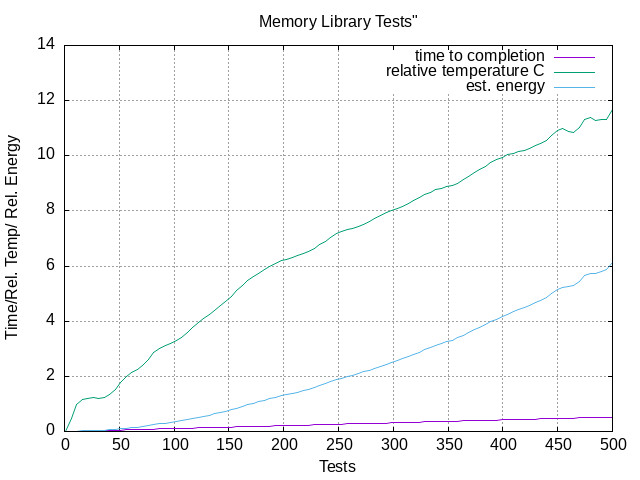 Memory Library Tests"
time to completion
relative temperature C
est. energy
Time/Rel. Temp/ Rel. Energy
14
12
10
8
6
4
2
0
0 50 100 150 200 250 300 350 400 450 500
Tests